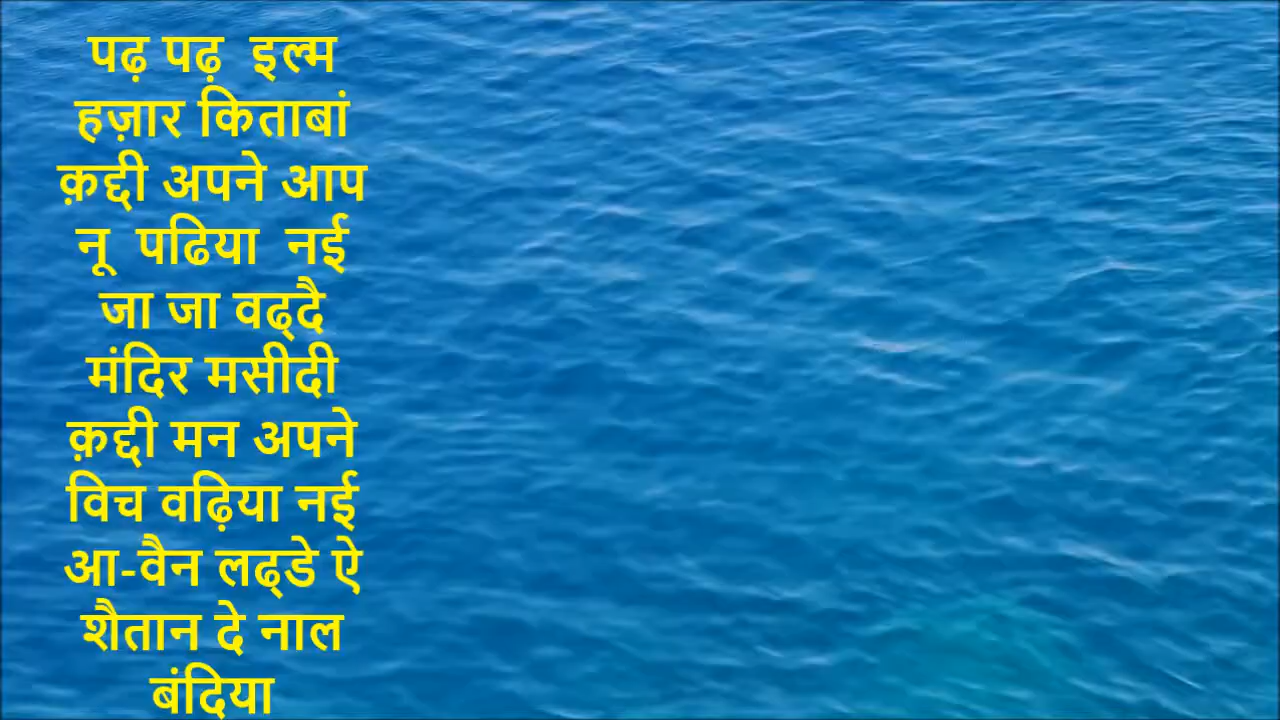 पढ़ पढ़ इल्म
हज़ार किताबां
क़द्दी अपने आप
नू पढिया नई
जा जा वढ्दै
मंदिर मसीदी
क़द्दी मन अपने
विच वढ़िया नई
आ-वैन लढ्डे ऐ
शैतान दे नाल
बंदिया